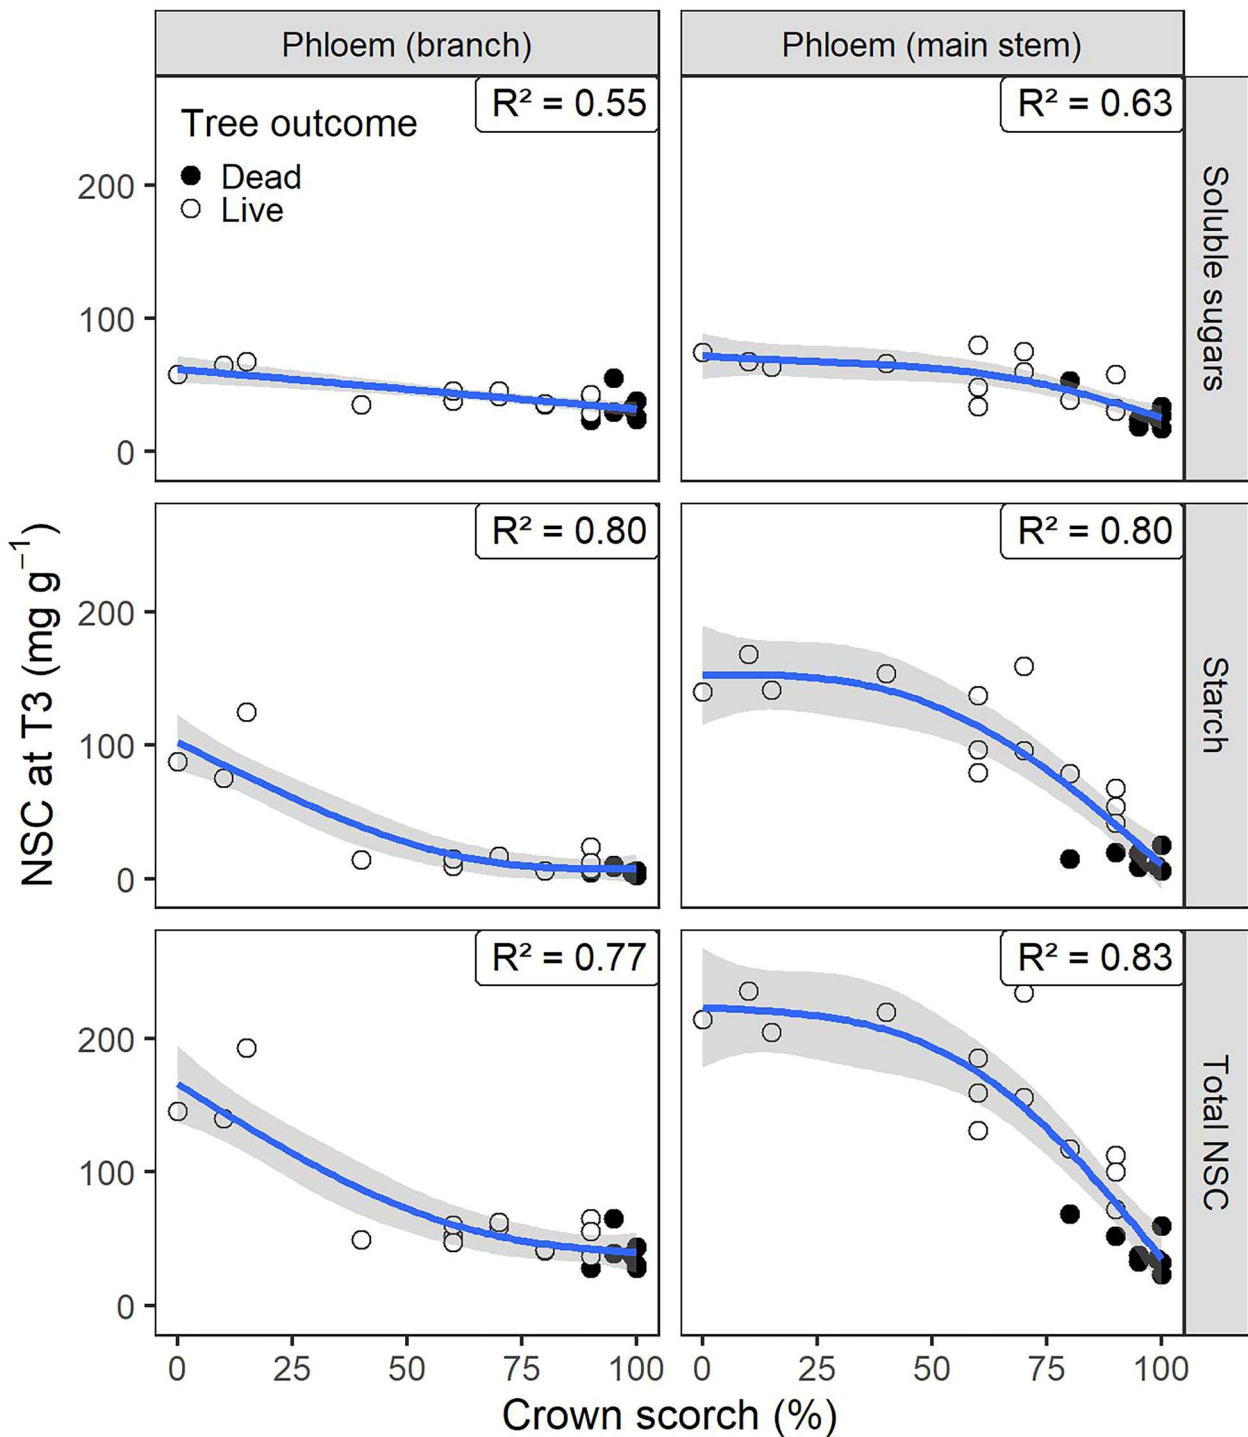 Phloem (branch)
Phloem (main stem)
R² = 0.55
R² = 0.63
Tree outcome
Dead
Live
200
100
0
Soluble sugars
R² = 0.80
R² = 0.80
200
100
0
Starch
NSC at T3 (mg g⁻¹)
R² = 0.77
R² = 0.83
200
100
0
Total NSC
0 25 50 75 100
0 25 50 75 100
Crown scorch (%)